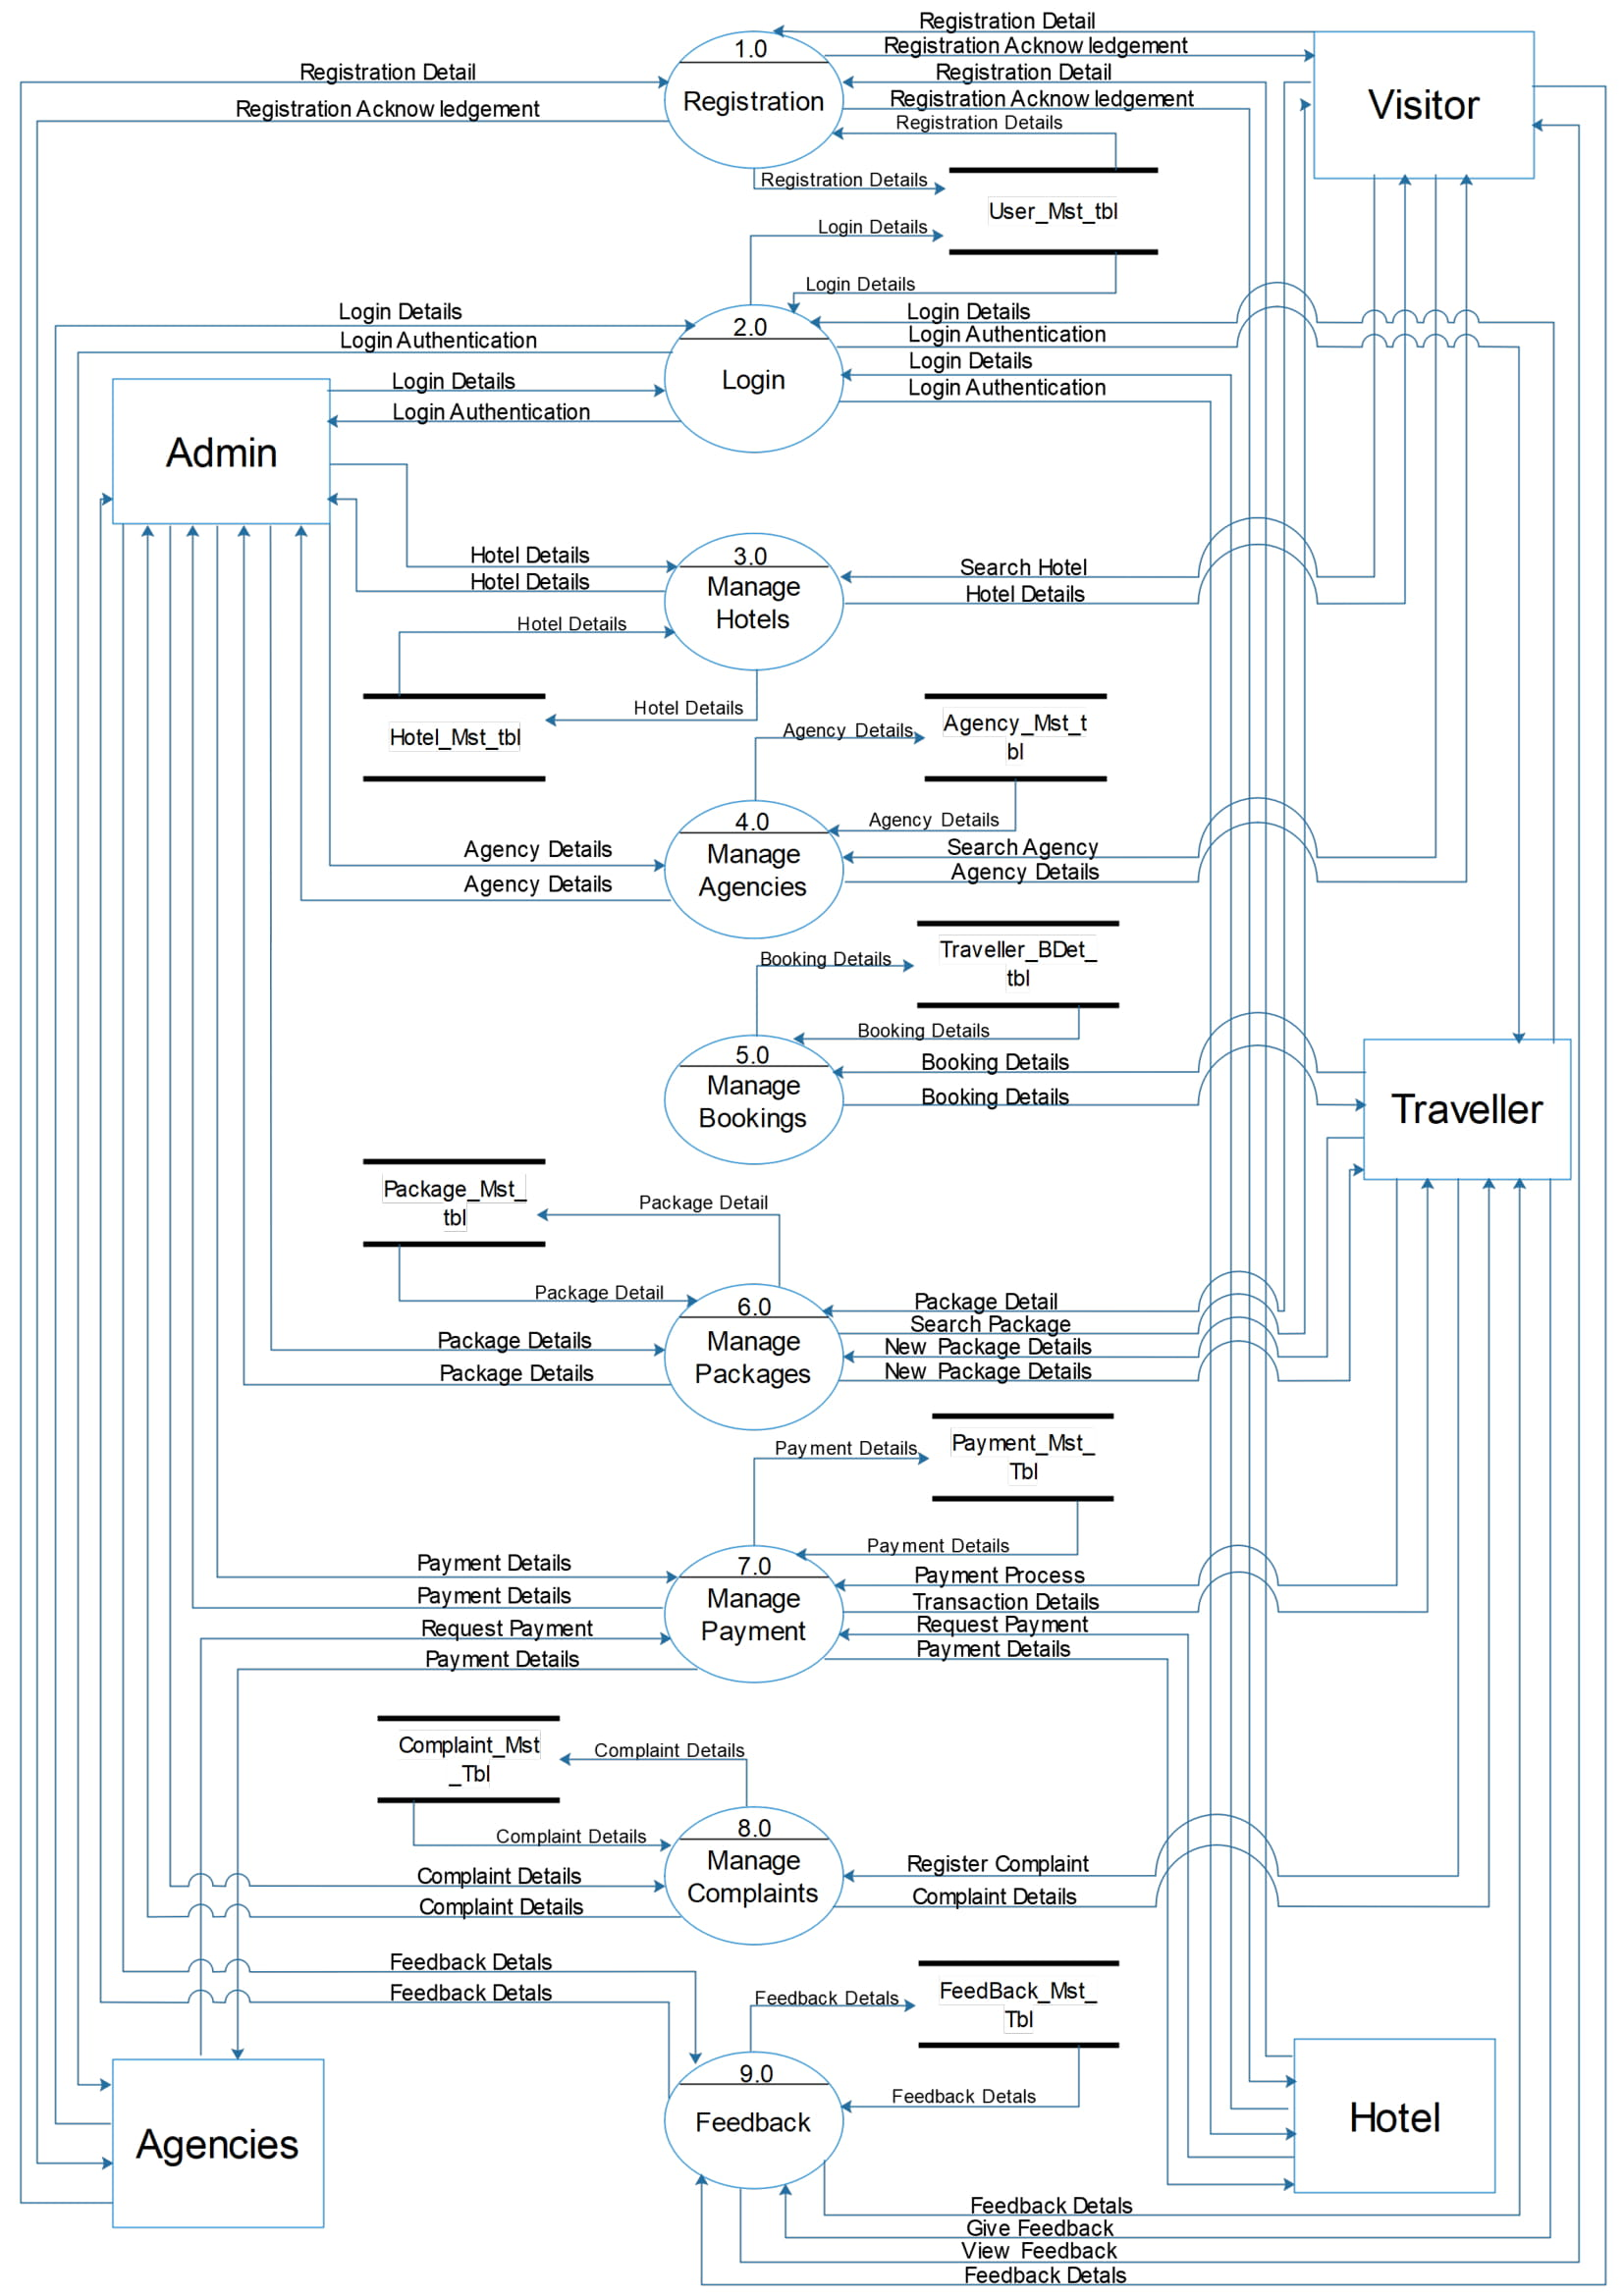 Registration Detail
1.0
Registration Acknow ledgement
Registration Detail
Registration Detail
Visitor
Registration
Registration Acknow ledgement
Registration Acknow ledgement
Registration Details
Registration Details
User_Mst_tbl
Login Details
Login Details
Login Details
Login Details
2.0
Login Authentication
Login Authentication
Login Details
Login
Login Details
Login Authentication
Login Authentication
Admin
Hotel Details
3.0
Search Hotel
Hotel Details
Manage
Hotels
Hotel Details
Hotel Details
Hotel Details
Hotel_Mst_tbl
Agency Details
Agency_Mst_t
bl
Agency Details
4.0
Agency Details
Manage
Agencies
Search Agency
Agency Details
Agency Details
Booking Details
Traveller_BDet_
tbl
Booking Details
5.0
Manage
Bookings
Booking Details
Booking Details
Traveller
Package_Mst_
tbl
Package Detail
Package Detail
6.0
Package Detail
Search Package
Package Details
Manage
Packages
New Package Details
Package Details
New Package Details
Payment Details
Payment_Mst_
Tbl
Payment Details
Payment Details
7.0
Payment Process
Payment Details
Manage
Payment
Transaction Details
Request Payment
Request Payment
Payment Details
Payment Details
Complaint_Mst
_Tbl
Complaint Details
Complaint Details
8.0
Manage
Complaints
Register Complaint
Complaint Details
Complaint Details
Complaint Details
Feedback Detals
Feedback Detals
Feedback Detals
FeedBack_Mst_
Tbl
9.0
Feedback
Feedback Detals
Agencies
Hotel
Feedback Detals
Give Feedback
View Feedback
Feedback Detals